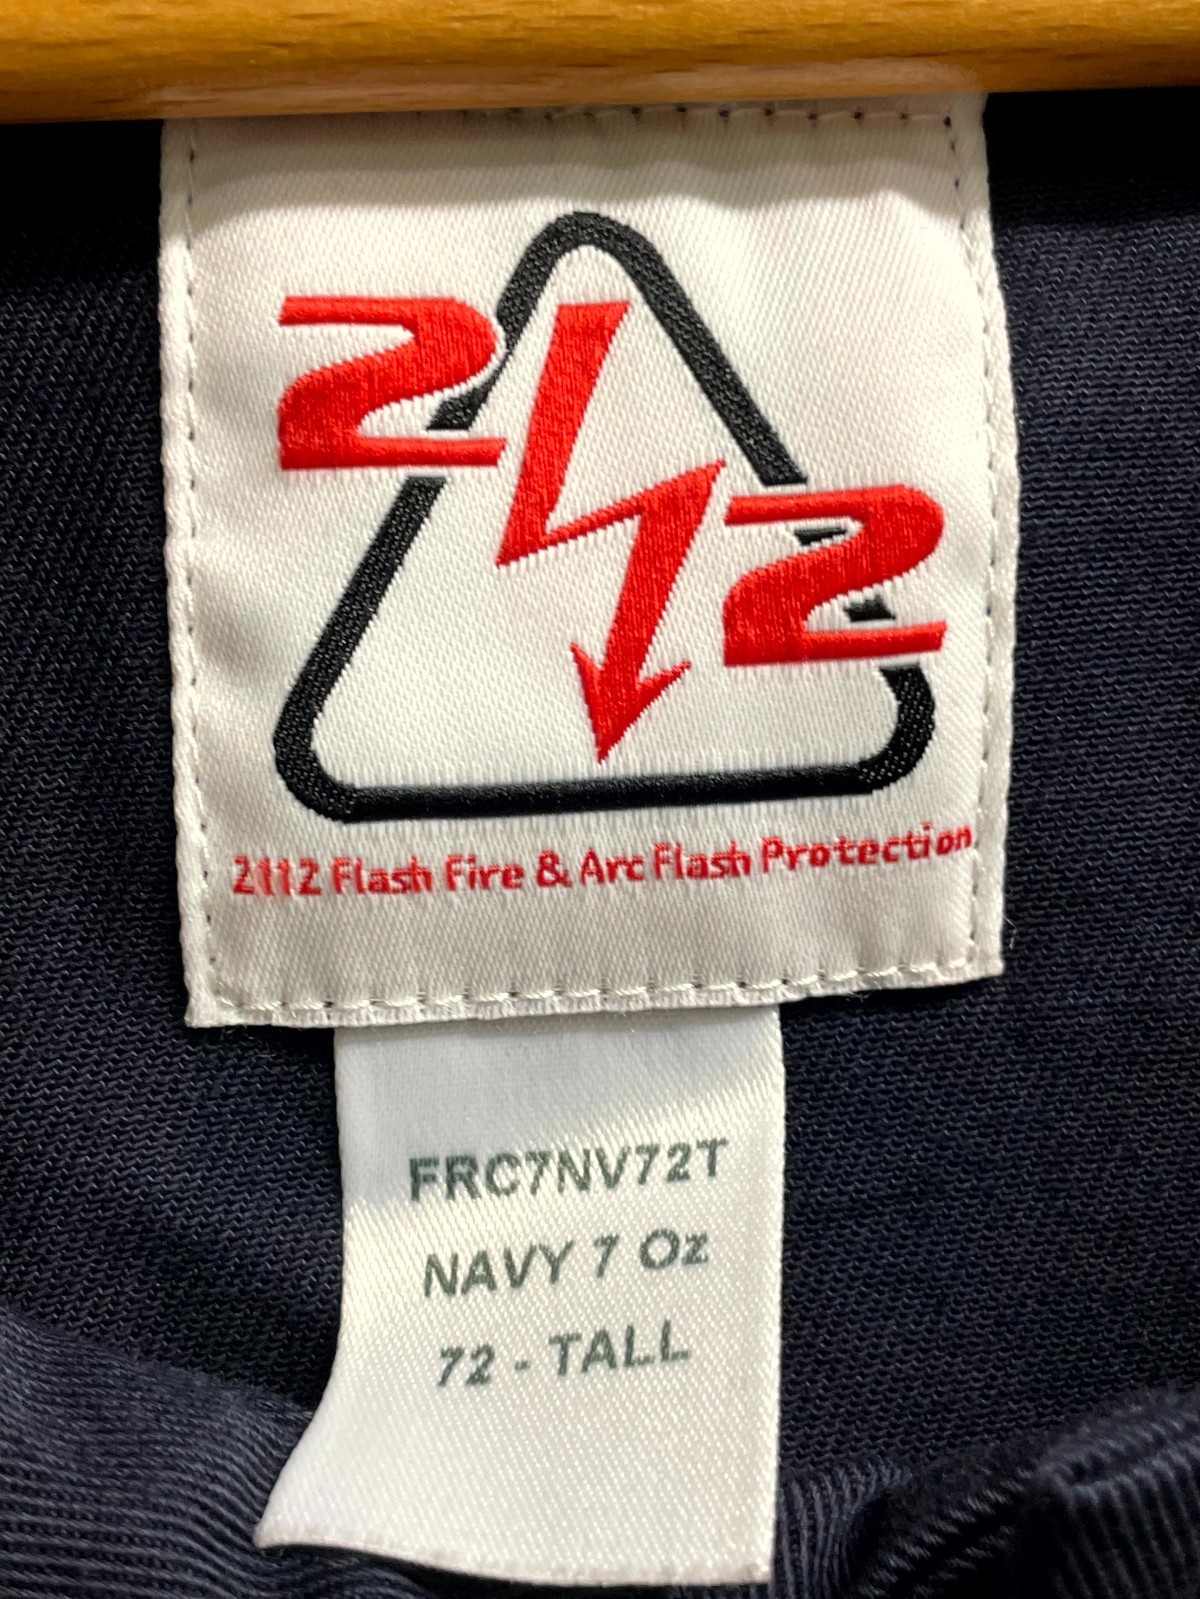 2112
2112 Flash Fire & Arc Flash Protection
FRC7NV72T
NAVY 7 Oz
72 - TALL